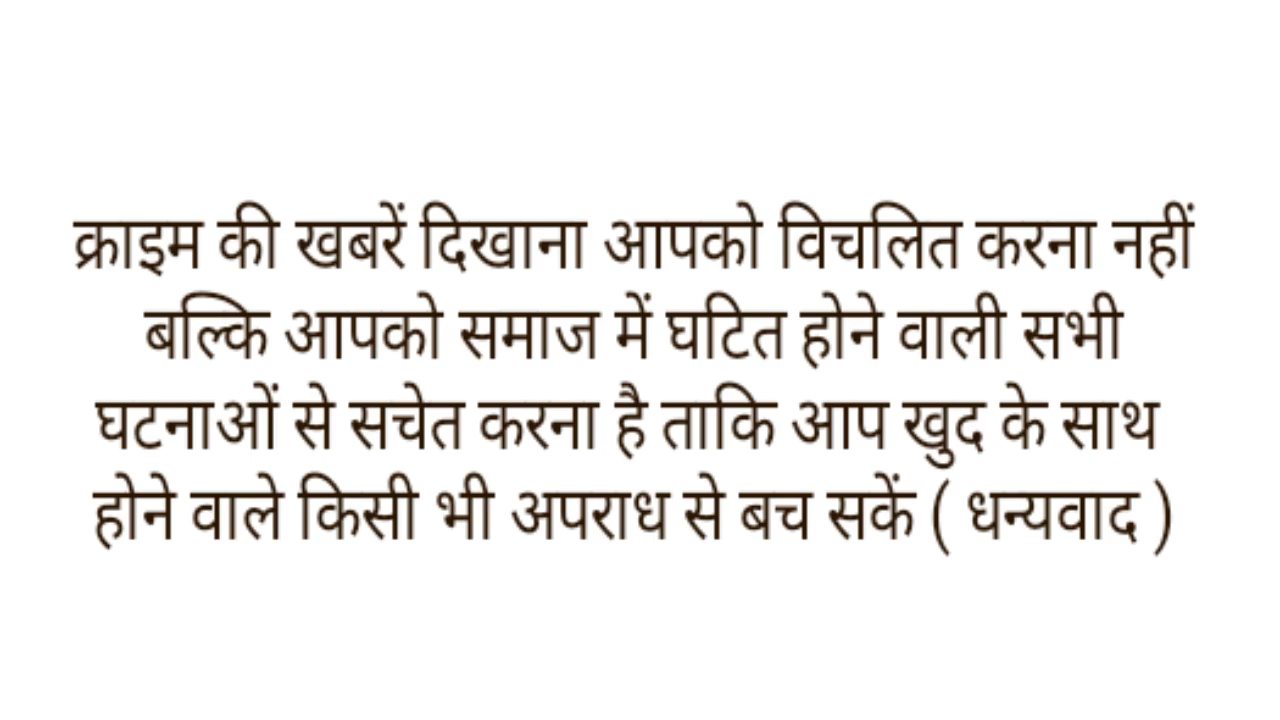 क्राइम की खबरें दिखाना आपको विचलित करना नहीं
बल्कि आपको समाज में घटित होने वाली सभी
घटनाओं से सचेत करना है ताकि आप खुद के साथ
होने वाले किसी भी अपराध से बच सकें ( धन्यवाद )